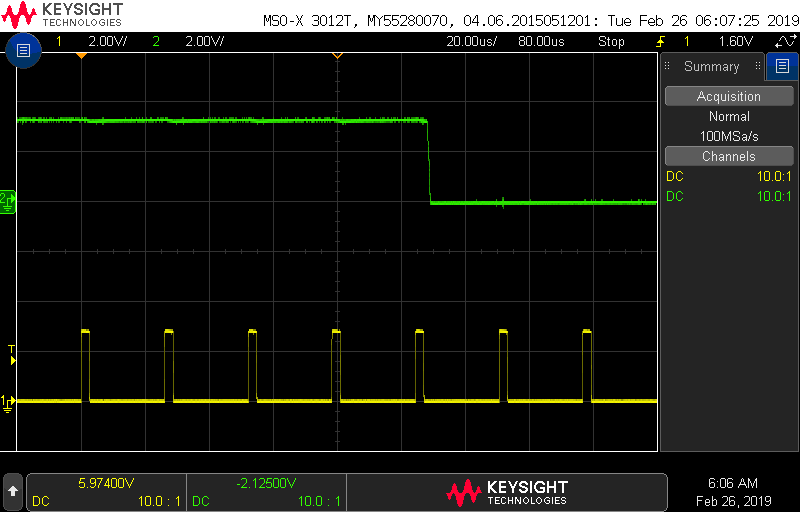 KEYSIGHT
TECHNOLOGIES
MSO-X 3012T, MY55280070, 04.06.2015051201: Tue Feb 26 06:07:25 2019
1 2.00V/ 2 2.00V/ 20.00us/ 80.00us Stop 1 1.60V
Summary
Acquisition
Normal
100MSa/s
Channels
DC 10.0:1
DC 10.0:1
2
T
1
5.97400V -2.12500V
DC 10.0 : 1 DC 10.0 : 1
KEYSIGHT
TECHNOLOGIES
6:06 AM
Feb 26, 2019